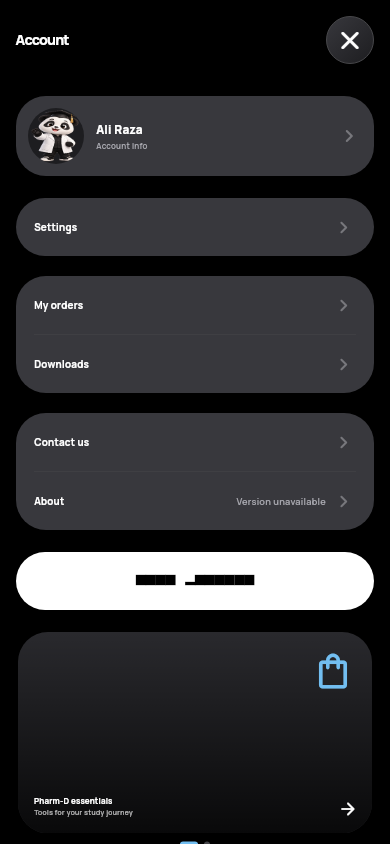 Account
Ali Raza
Account info
Settings
My orders
Downloads
Contact us
About
Version unavailable
Pharm-D essentials
Tools for your study journey